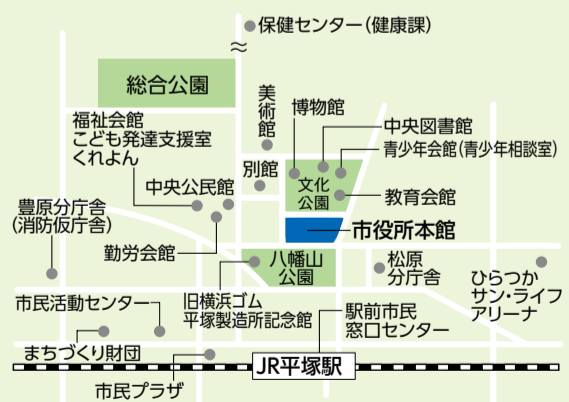 保健センター(健康課)
総合公園
美術館
博物館
中央図書館
青少年会館(青少年相談室)
福祉会館
こども発達支援室
くれよん
別館
文化
公園
教育会館
中央公民館
豊原分庁舎
(消防仮庁舎)
市役所本館
勤労会館
八幡山
公園
松原
分庁舎
ひらつか
サン・ライフ
アリーナ
旧横浜ゴム
平塚製造所記念館
市民活動センター
駅前市民
窓口センター
まちづくり財団
JR平塚駅
市民プラザ